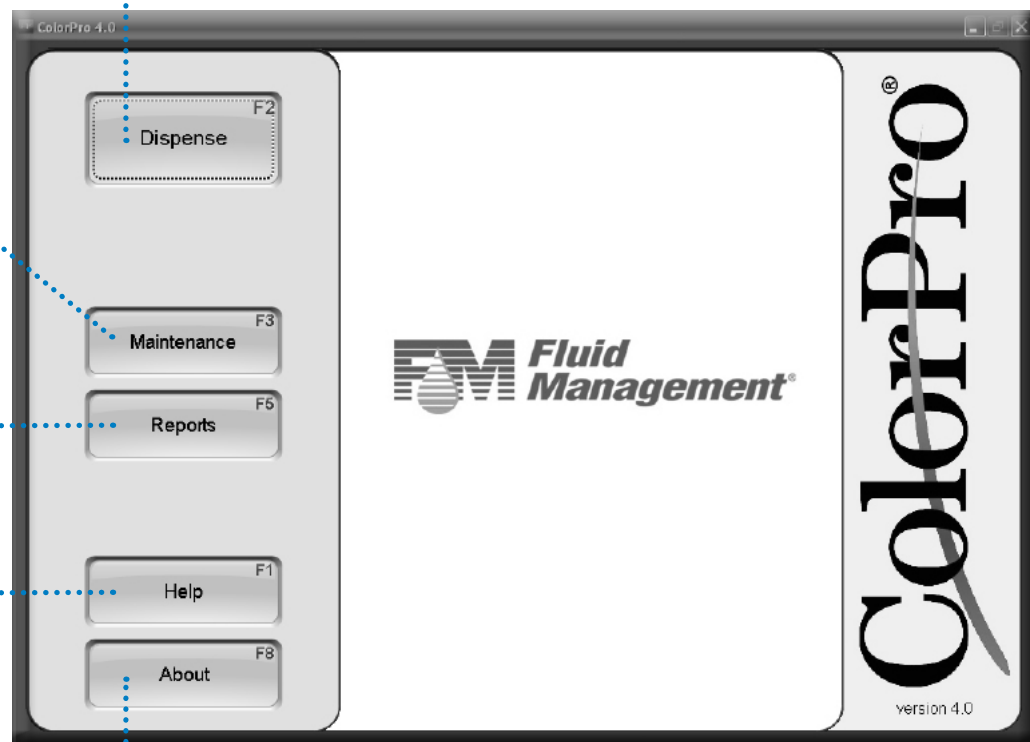 ColorPro 4.0
F2
Dispense
F3
Maintenance
F5
Reports
F1
Help
F8
About
FM Fluid
Management®
ColorPro®
version 4.0